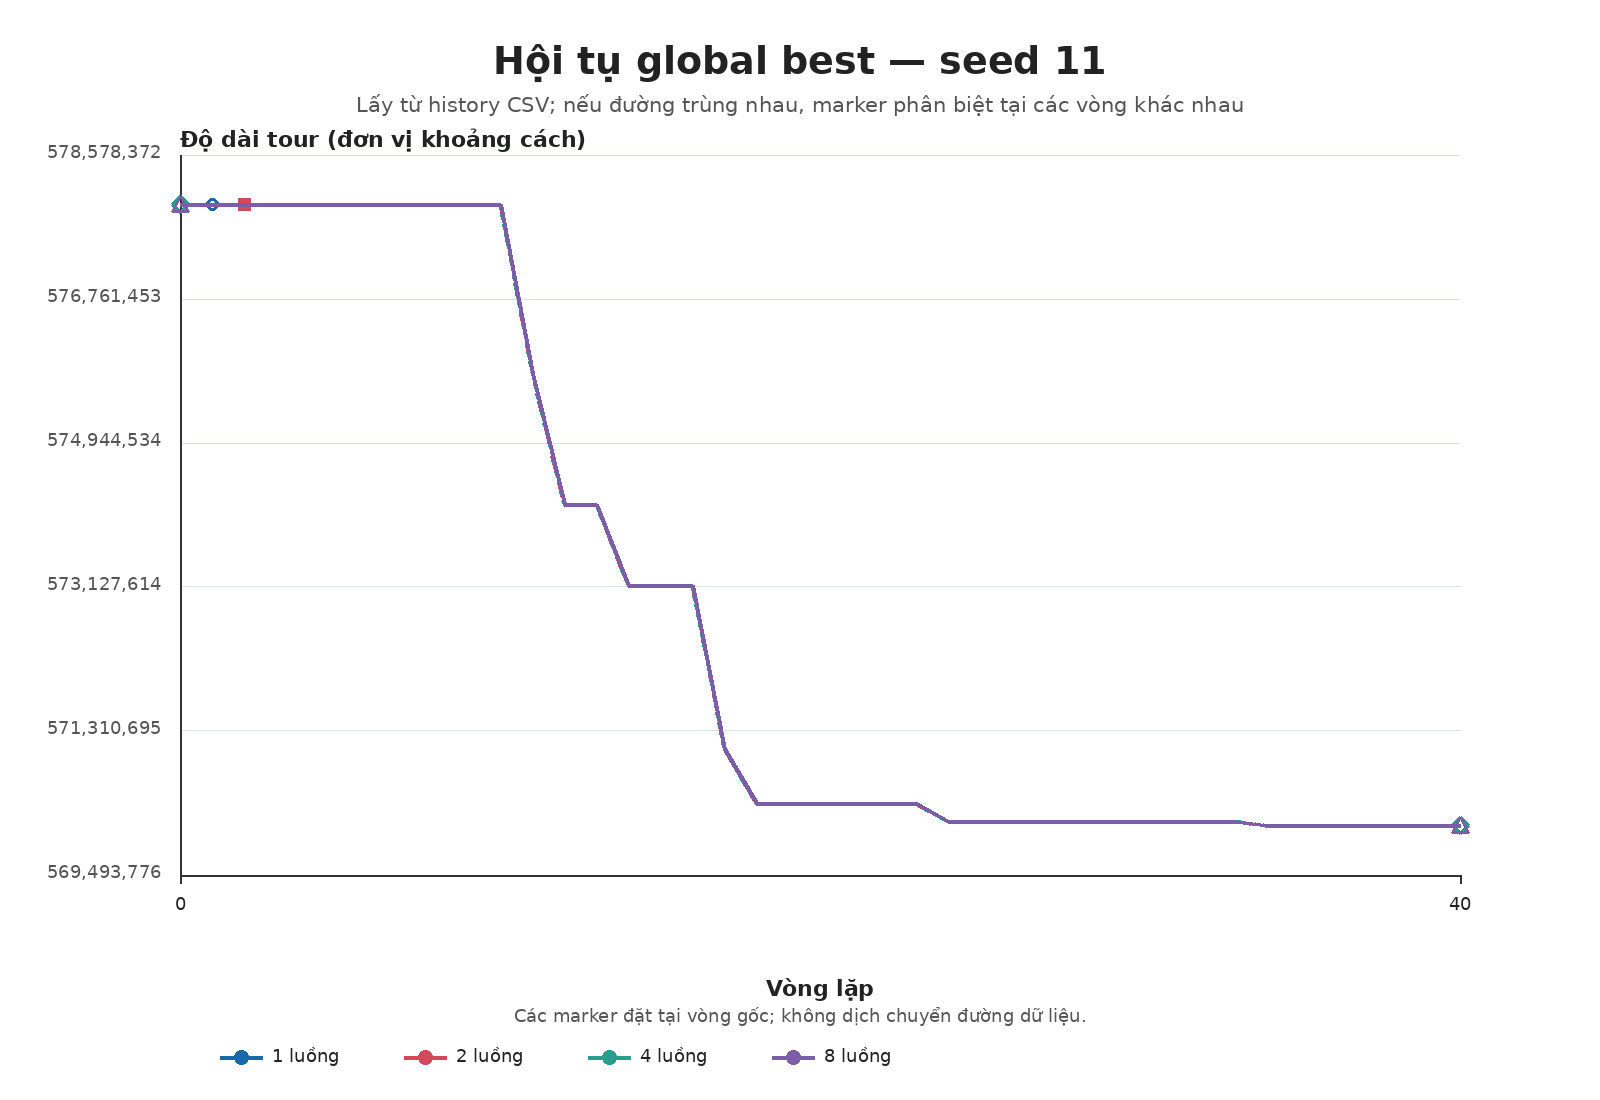 Hội tụ global best — seed 11
Lấy từ history CSV; nếu đường trùng nhau, marker phân biệt tại các vòng khác nhau
Độ dài tour (đơn vị khoảng cách)
578,578,372
576,761,453
574,944,534
573,127,614
571,310,695
569,493,776
0 40
Vòng lặp
Các marker đặt tại vòng gốc; không dịch chuyển đường dữ liệu.
1 luồng 2 luồng 4 luồng 8 luồng